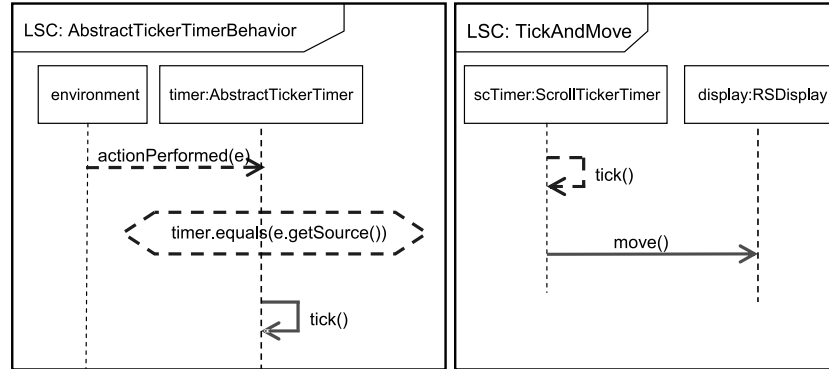 LSC: AbstractTickerTimerBehavior
environment
timer:AbstractTickerTimer
actionPerformed(e)
timer.equals(e.getSource())
tick()
LSC: TickAndMove
scTimer:ScrollTickerTimer
display:RSDisplay
tick()
move()